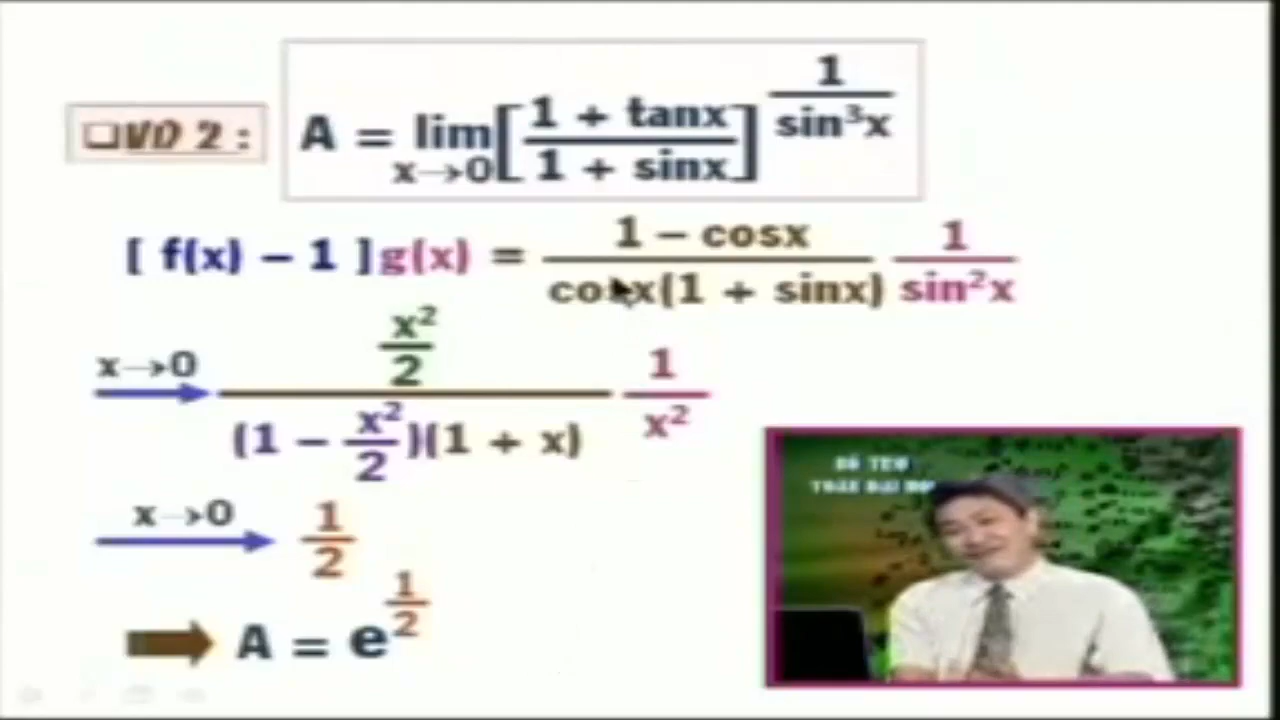 ❑VD 2 : A = lim x→0 [ (1 + tanx) / (1 + sinx) ]^(1 / sin³x)
[ f(x) – 1 ]g(x) = (1 – cosx) / (cosx(1 + sinx)) · 1 / sin²x
x→0 (x²/2) / ((1 – x²/2)(1 + x)) · 1 / x²
x→0 1/2
A = e^(1/2)